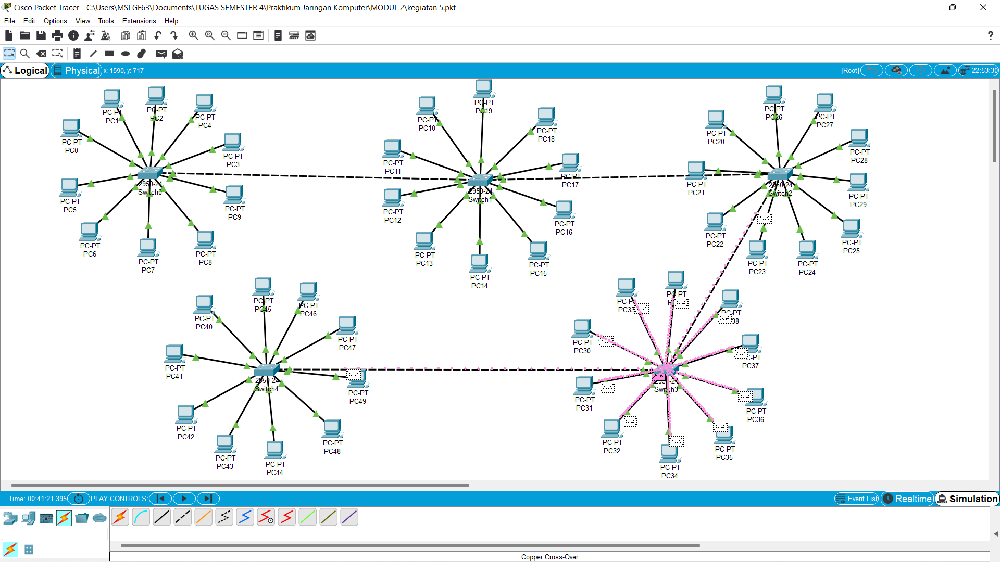 Cisco Packet Tracer - C:\Users\MSI GF63\Documents\TUGAS SEMESTER 4\Praktikum Jaringan Komputer\MODUL 2\kegiatan 5.pkt
File Edit Options View Tools Extensions Help
Logical Physical x: 1590, y: 717 [Root] 22:53:30
PC-PT
PC1
PC-PT
PC2
PC-PT
PC4
PC-PT
PC0
PC-PT
PC3
2950-24
Switch0
PC-PT
PC5
PC-PT
PC9
PC-PT
PC6
PC-PT
PC7
PC-PT
PC8
PC-PT
PC19
PC-PT
PC10
PC-PT
PC18
PC-PT
PC11
PC-PT
PC17
2950-24
Switch1
PC-PT
PC12
PC-PT
PC16
PC-PT
PC13
PC-PT
PC15
PC-PT
PC14
PC-PT
PC26
PC-PT
PC27
PC-PT
PC20
PC-PT
PC28
PC-PT
PC21
2950-24
Switch2
PC-PT
PC29
PC-PT
PC22
PC-PT
PC25
PC-PT
PC23
PC-PT
PC24
PC-PT
PC45
PC-PT
PC46
PC-PT
PC40
PC-PT
PC47
PC-PT
PC41
2950-24
Switch4
PC-PT
PC49
PC-PT
PC42
PC-PT
PC48
PC-PT
PC43
PC-PT
PC44
PC-PT
PC33
PC-PT
PC-PT
PC-PT
PC30
PC-PT
PC37
2950-24
Switch3
PC-PT
PC31
PC-PT
PC36
PC-PT
PC32
PC-PT
PC35
PC-PT
PC34
Time: 00:41:21.395 PLAY CONTROLS: Event List Realtime Simulation
Copper Cross-Over